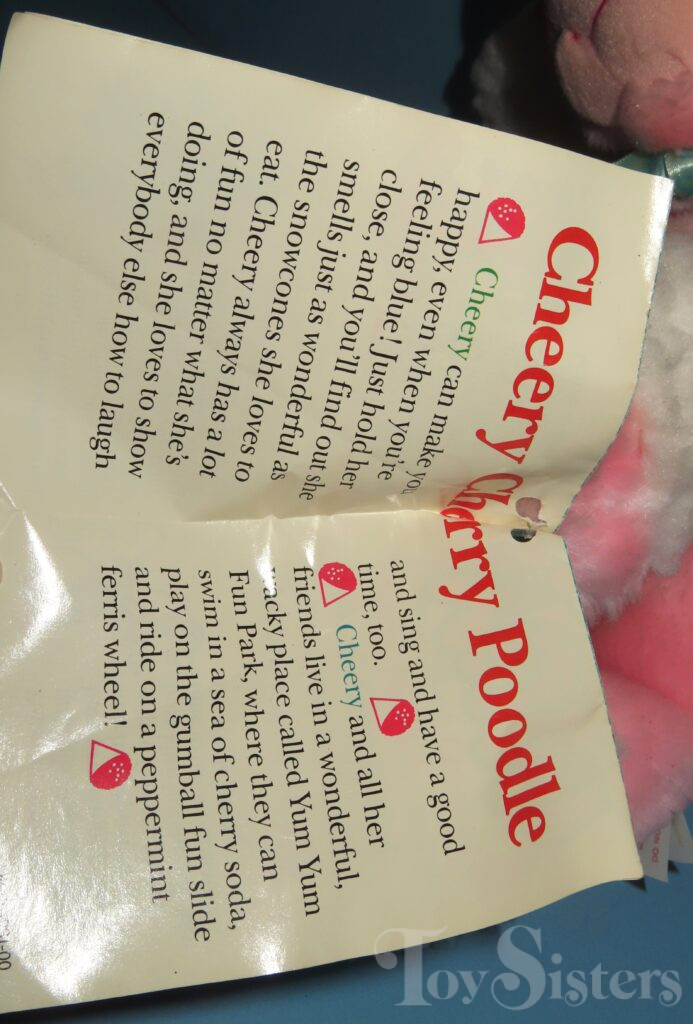 Cheery Cherry Poodle
Cheery can make you
happy, even when you're
feeling blue! Just hold her
close, and you'll find out she
smells just as wonderful as
the snowcones she loves to
eat. Cheery always has a lot
of fun no matter what she's
doing, and she loves to show
everybody else how to laugh
and sing and have a good
time, too.
Cheery and all her
friends live in a wonderful,
wacky place called Yum Yum
Fun Park, where they can
swim in a sea of cherry soda,
play on the gumball fun slide
and ride on a peppermint
ferris wheel!
ToySisters